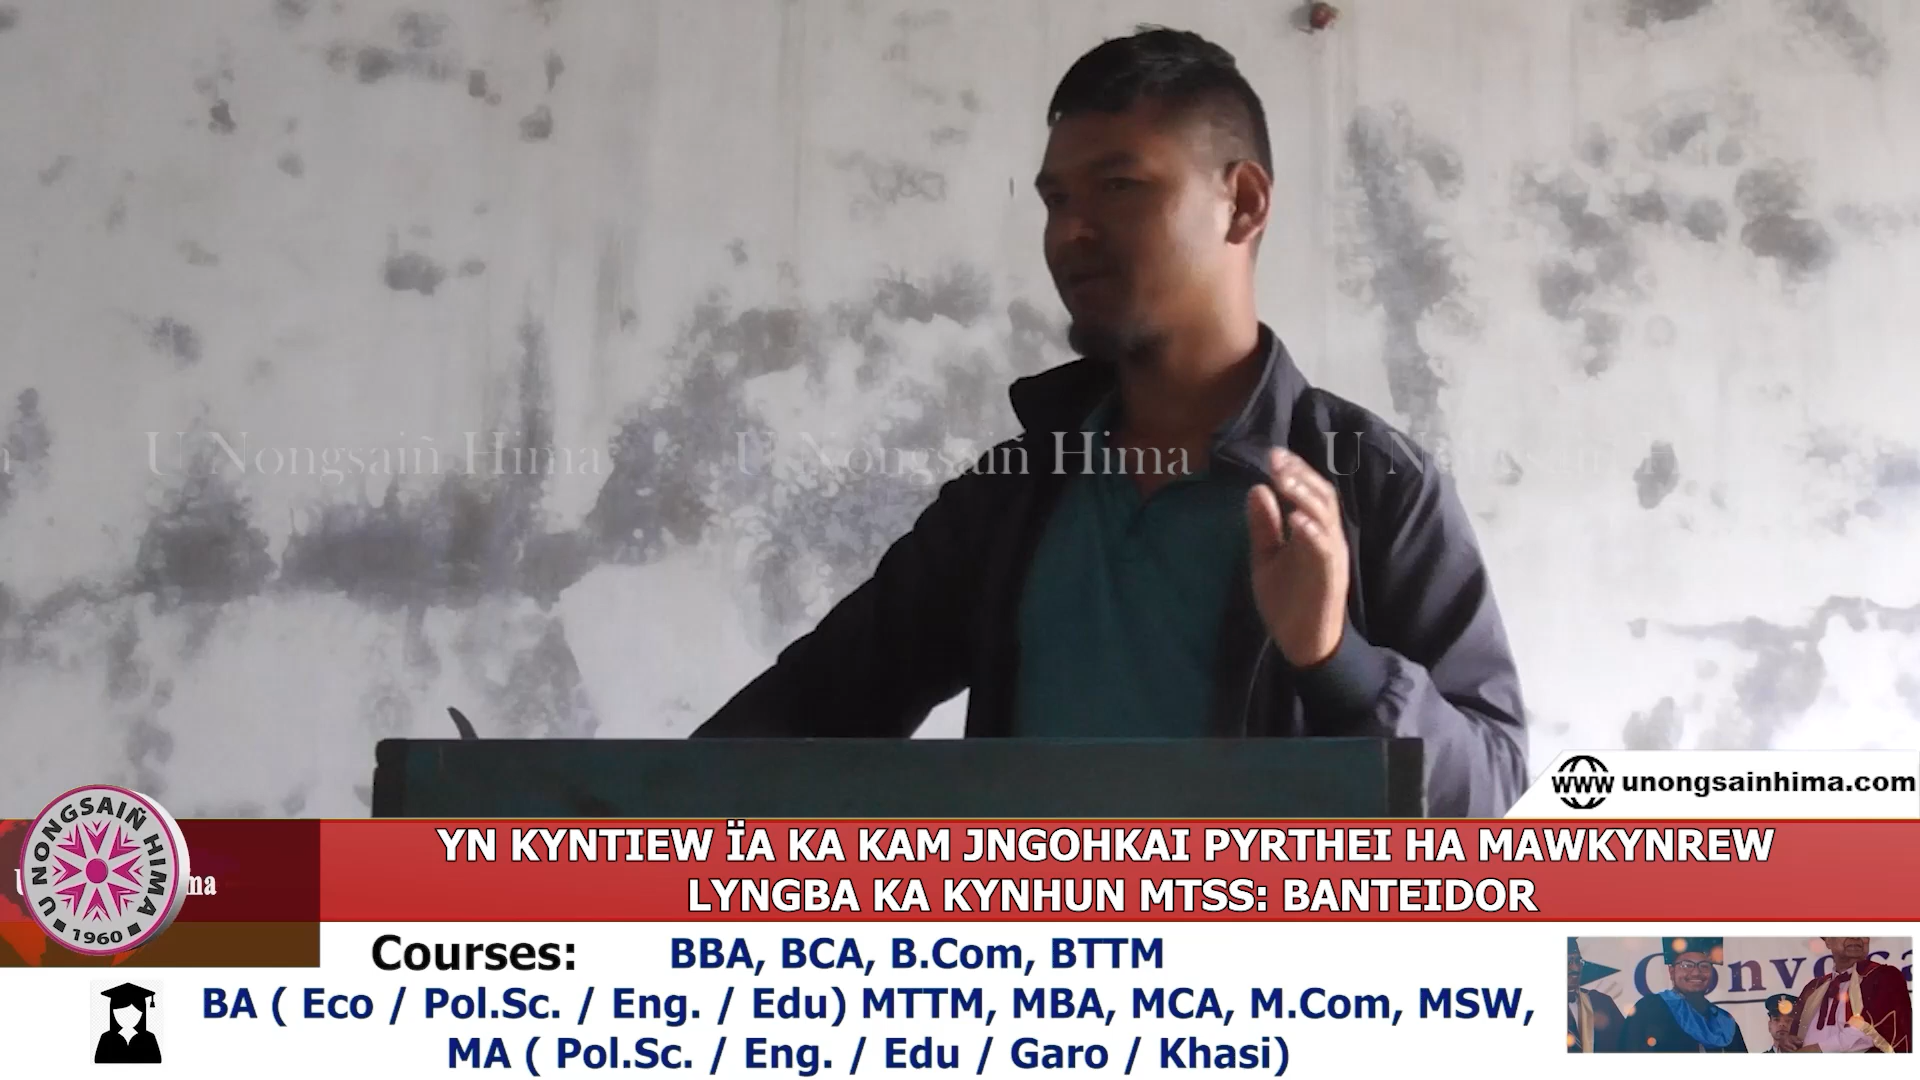 U Nongsaiñ Hima U Nongsaiñ Hima
www unongsainhima.com
YN KYNTIEW ÏA KA KAM JNGOHKAI PYRTHEI HA MAWKYNREW
LYNGBA KA KYNHUN MTSS: BANTEIDOR
U NONGSAIÑ HIMA
1960
Courses: BBA, BCA, B.Com, BTTM
BA ( Eco / Pol.Sc. / Eng. / Edu) MTTM, MBA, MCA, M.Com, MSW,
MA ( Pol.Sc. / Eng. / Edu / Garo / Khasi)